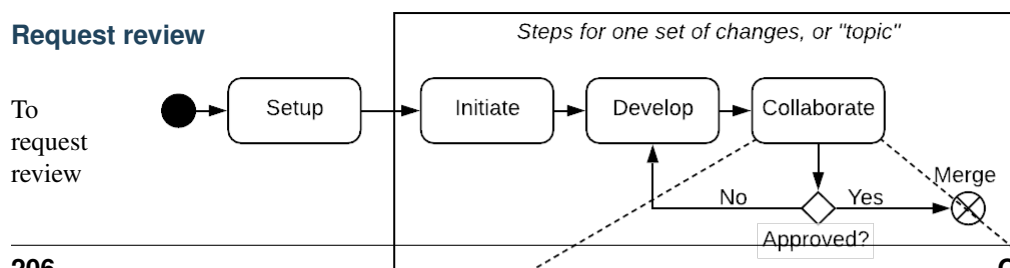 Request review
Steps for one set of changes, or "topic"
To
request
review
Setup
Initiate
Develop
Collaborate
Merge
No
Yes
Approved?
206